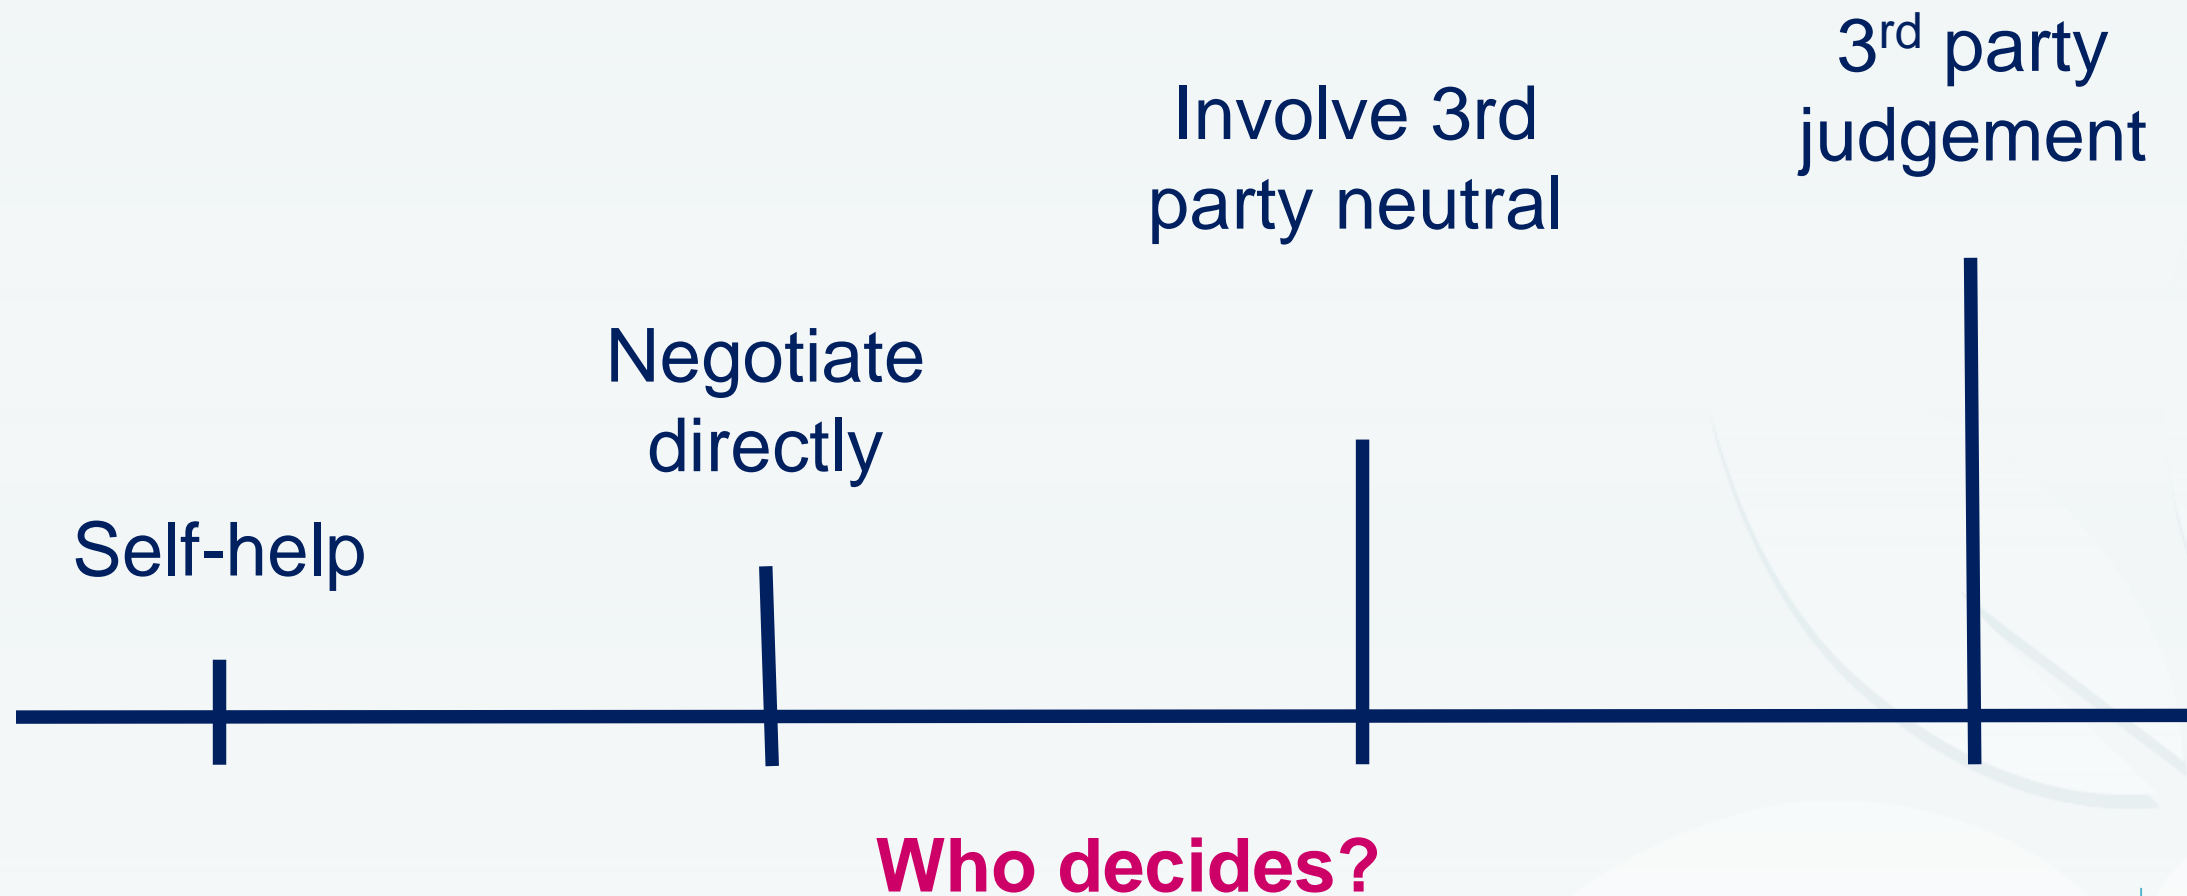 Self-help
Negotiate
directly
Involve 3rd
party neutral
3rd party
judgement
Who decides?